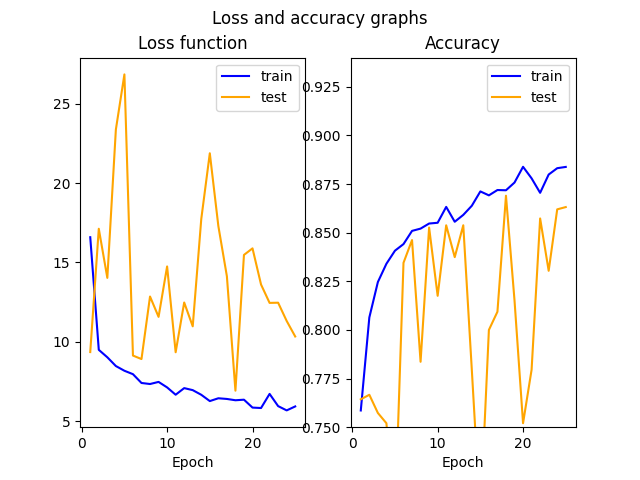 Loss and accuracy graphs
Loss function
train
test
25
20
15
10
5
0
10
20
Epoch
Accuracy
train
test
0.925
0.900
0.875
0.850
0.825
0.800
0.775
0.750
0
10
20
Epoch